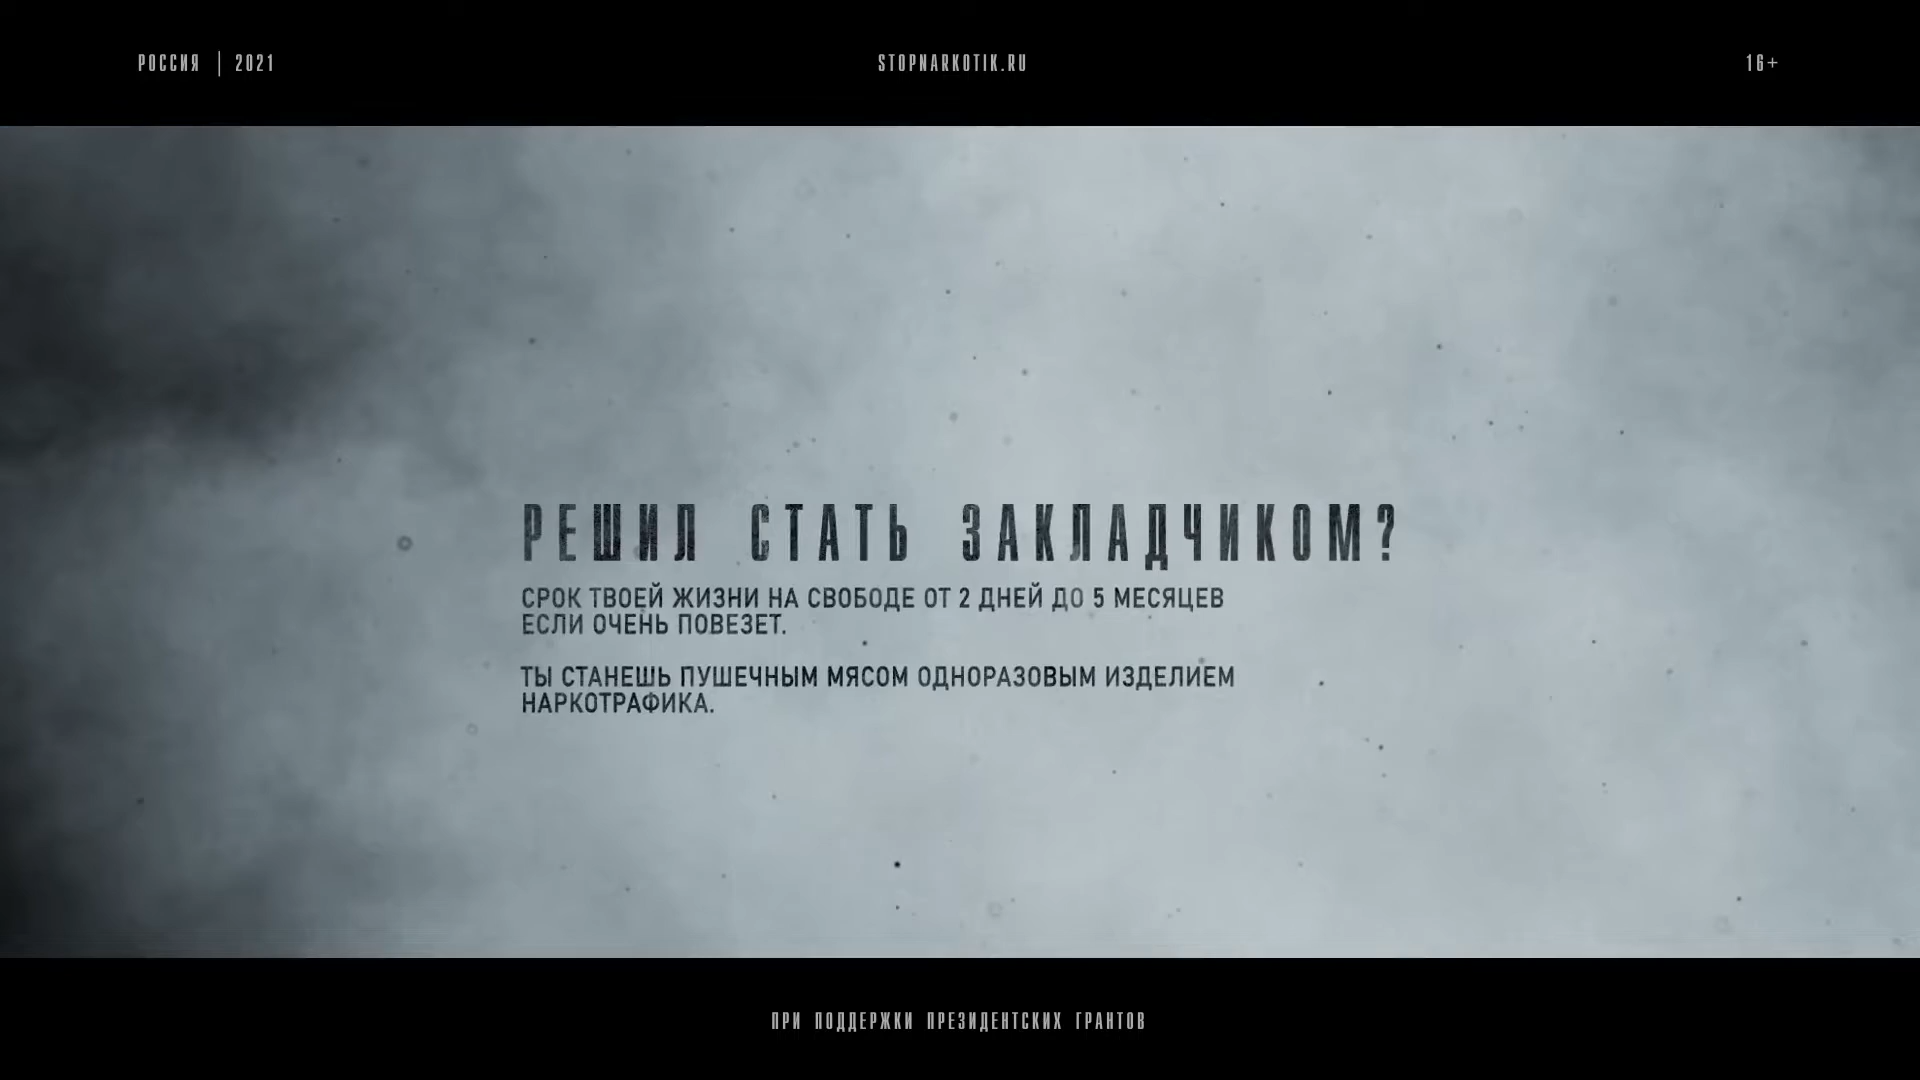 РОССИЯ | 2021
STOPNARKOTIK.RU
16+
РЕШИЛ СТАТЬ ЗАКЛАДЧИКОМ?
СРОК ТВОЕЙ ЖИЗНИ НА СВОБОДЕ ОТ 2 ДНЕЙ ДО 5 МЕСЯЦЕВ
ЕСЛИ ОЧЕНЬ ПОВЕЗЕТ.
ТЫ СТАНЕШЬ ПУШЕЧНЫМ МЯСОМ ОДНОРАЗОВЫМ ИЗДЕЛИЕМ
НАРКОТРАФИКА.
ПРИ ПОДДЕРЖКИ ПРЕЗИДЕНТСКИХ ГРАНТОВ